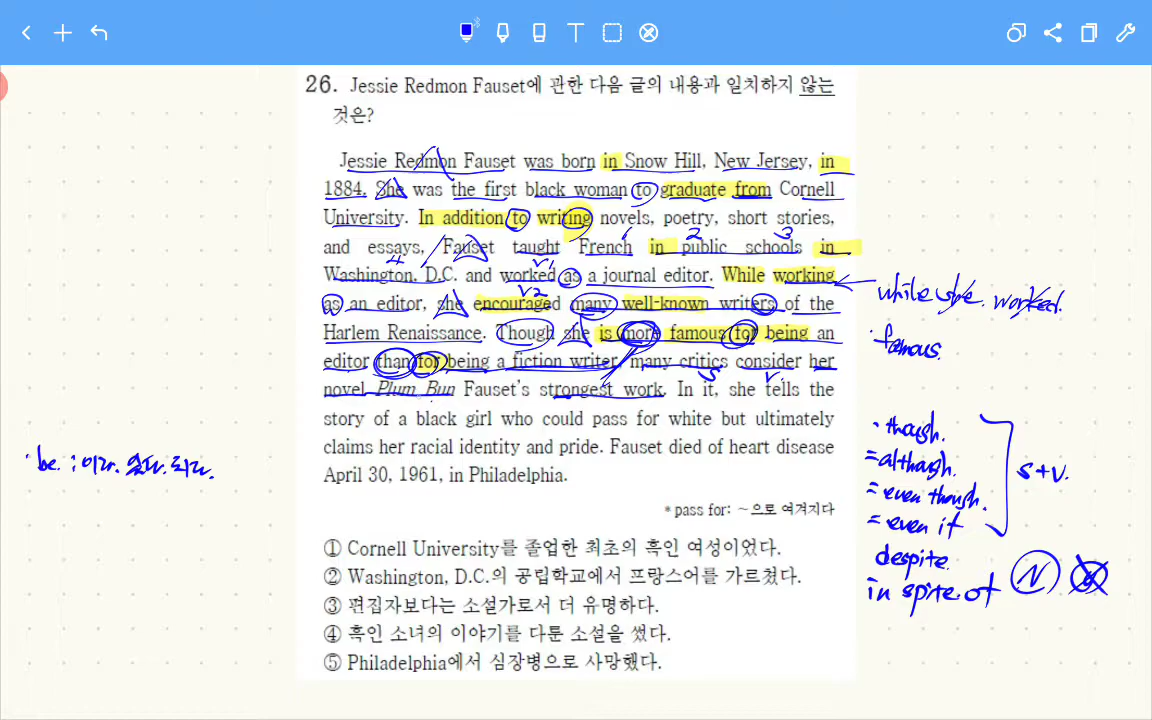 26. Jessie Redmon Fauset에 관한 다음 글의 내용과 일치하지 않는
것은?
Jessie Redmon Fauset was born in Snow Hill, New Jersey, in
1884. She was the first black woman to graduate from Cornell
University. In addition to writing novels, poetry, short stories,
and essays, Fauset taught French in public schools in
Washington, D.C. and worked as a journal editor. While working
as an editor, she encouraged many well-known writers of the
Harlem Renaissance. Though she is more famous for being an
editor than for being a fiction writer, many critics consider her
novel Plum Bun Fauset's strongest work. In it, she tells the
story of a black girl who could pass for white but ultimately
claims her racial identity and pride. Fauset died of heart disease
April 30, 1961, in Philadelphia.
* pass for: ~으로 여겨지다
① Cornell University를 졸업한 최초의 흑인 여성이었다.
② Washington, D.C.의 공립학교에서 프랑스어를 가르쳤다.
③ 편집자보다는 소설가로서 더 유명하다.
④ 흑인 소녀의 이야기를 다룬 소설을 썼다.
⑤ Philadelphia에서 심장병으로 사망했다.
1 2 3
4 V1
V2
S V
while she worked.
· famous.
· be. : 이다. 있다. 되다.
· though.
= although.
= even though.
= even if
S+V.
despite.
in spite of N